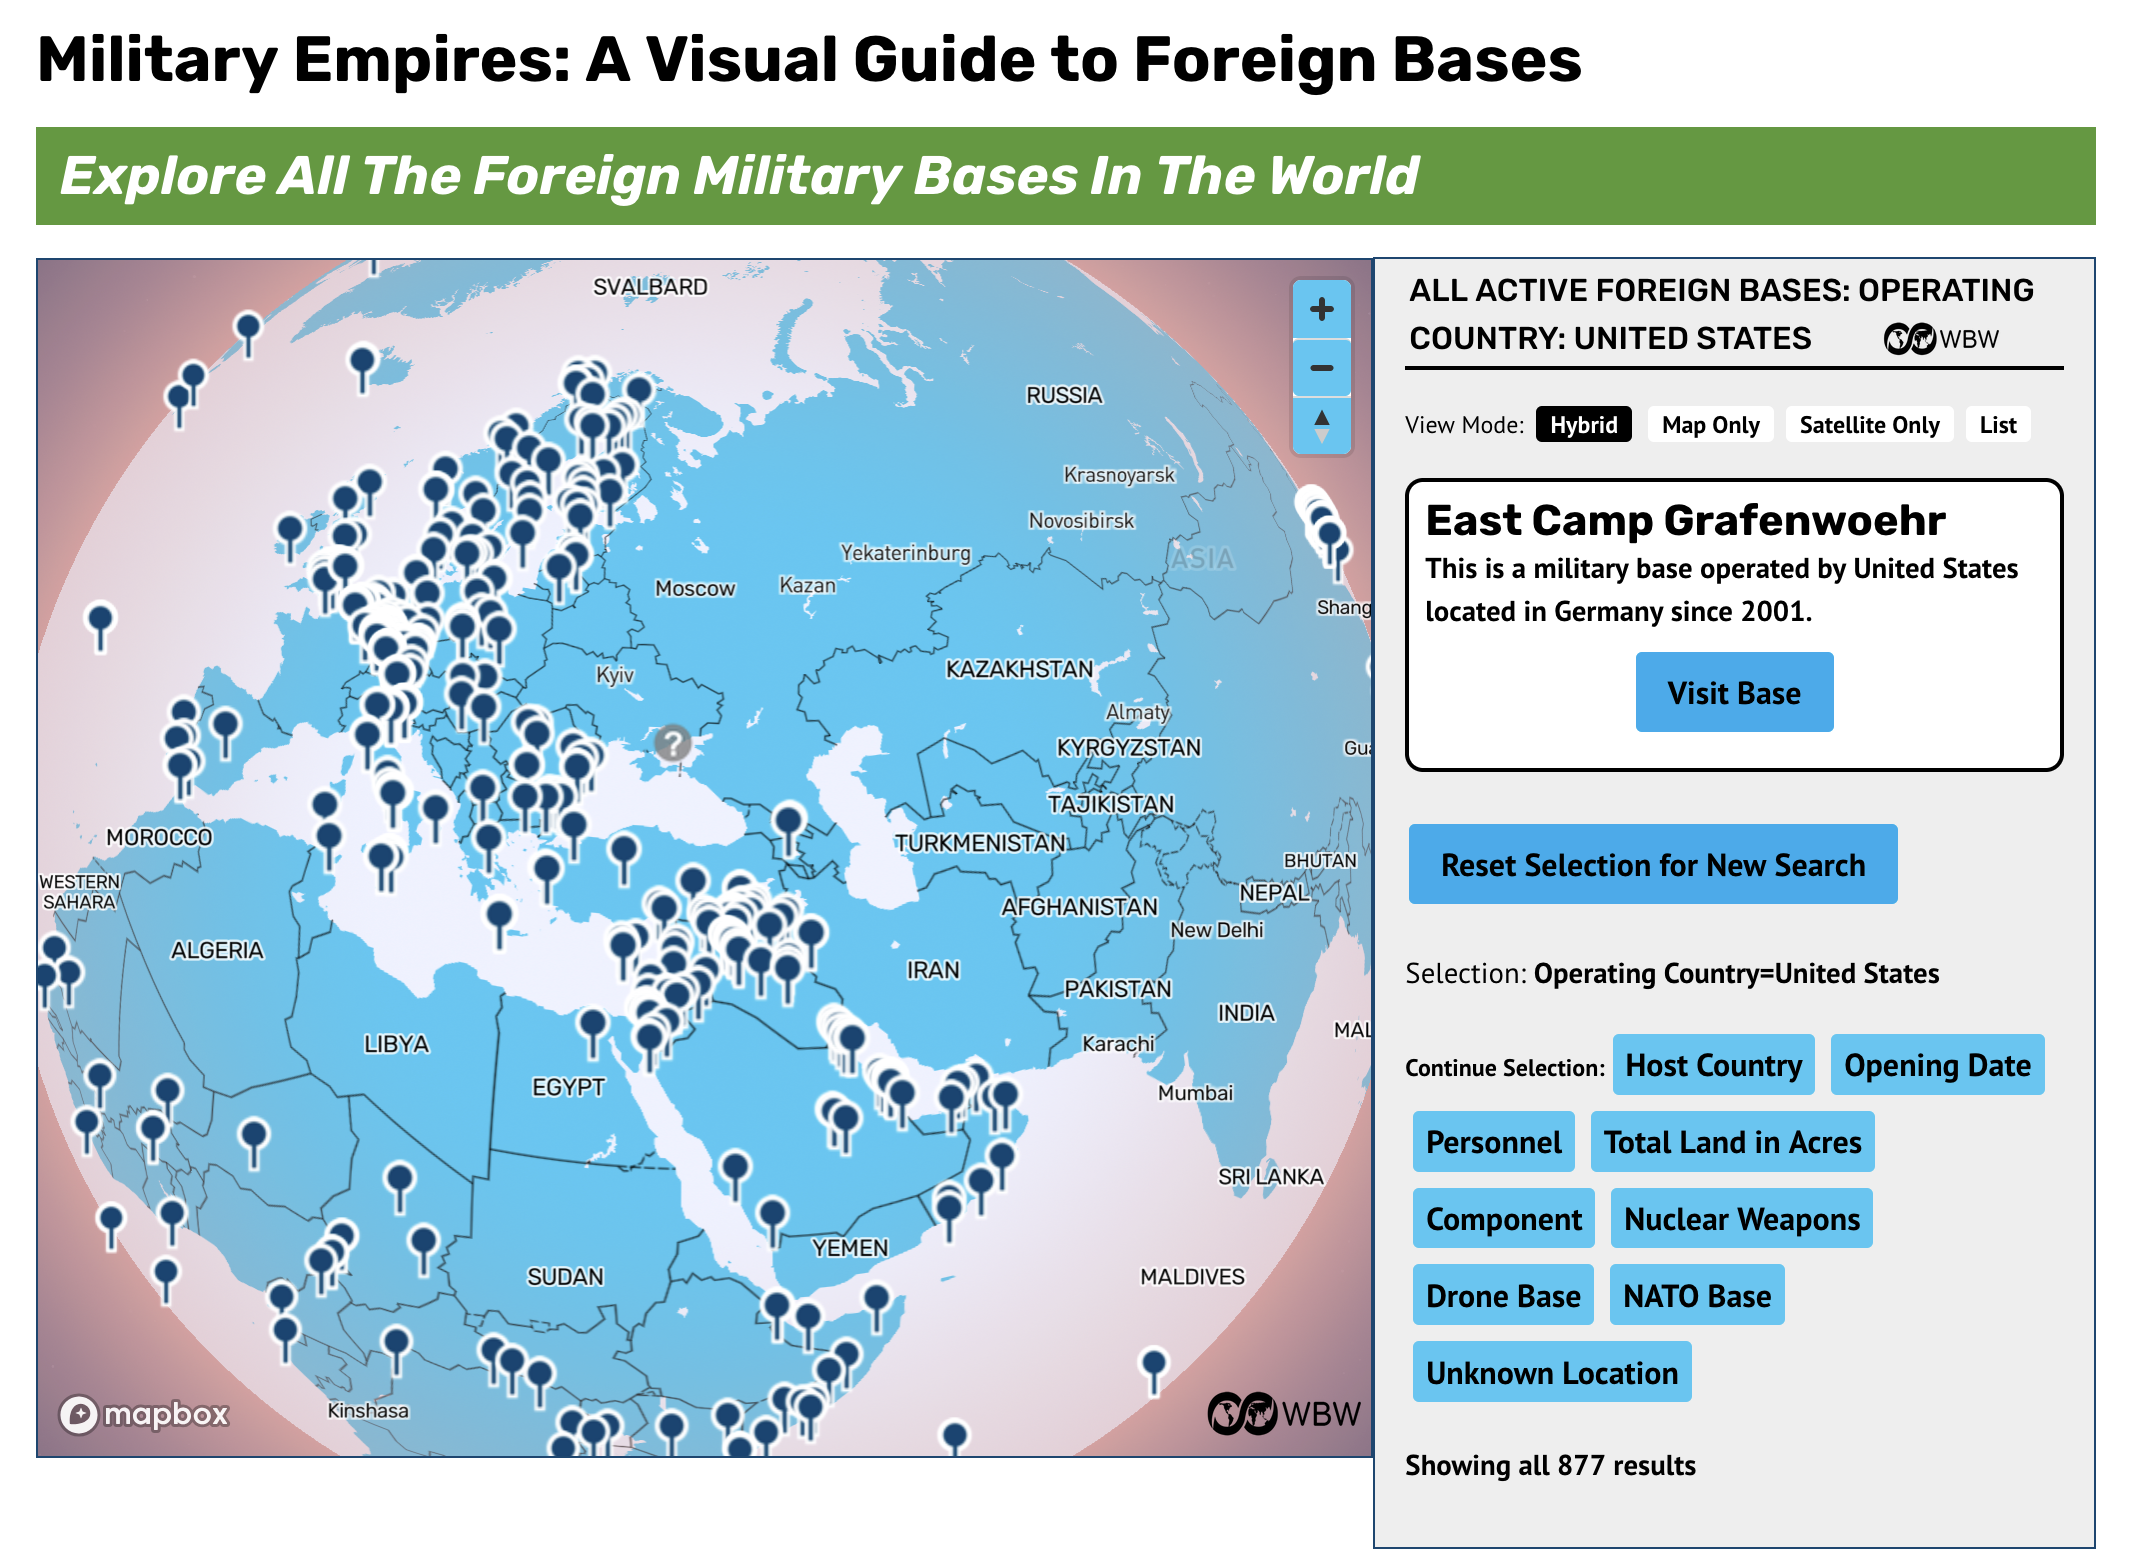 Military Empires: A Visual Guide to Foreign Bases
Explore All The Foreign Military Bases In The World
SVALBARD
RUSSIA
Krasnoyarsk
Novosibirsk
Yekaterinburg
ASIA
Kazan
Moscow
Shang
KAZAKHSTAN
Kyiv
Almaty
?
KYRGYZSTAN
Gua
TAJIKISTAN
MOROCCO
TURKMENISTAN
BHUTAN
WESTERN
SAHARA
NEPAL
AFGHANISTAN
New Delhi
ALGERIA
IRAN
PAKISTAN
INDIA
MAL
LIBYA
Karachi
EGYPT
Mumbai
SRI LANKA
YEMEN
SUDAN
MALDIVES
Kinshasa
mapbox
WBW
ALL ACTIVE FOREIGN BASES: OPERATING
COUNTRY: UNITED STATES WBW
View Mode: Hybrid Map Only Satellite Only List
East Camp Grafenwoehr
This is a military base operated by United States
located in Germany since 2001.
Visit Base
Reset Selection for New Search
Selection: Operating Country=United States
Continue Selection: Host Country Opening Date
Personnel Total Land in Acres
Component Nuclear Weapons
Drone Base NATO Base
Unknown Location
Showing all 877 results